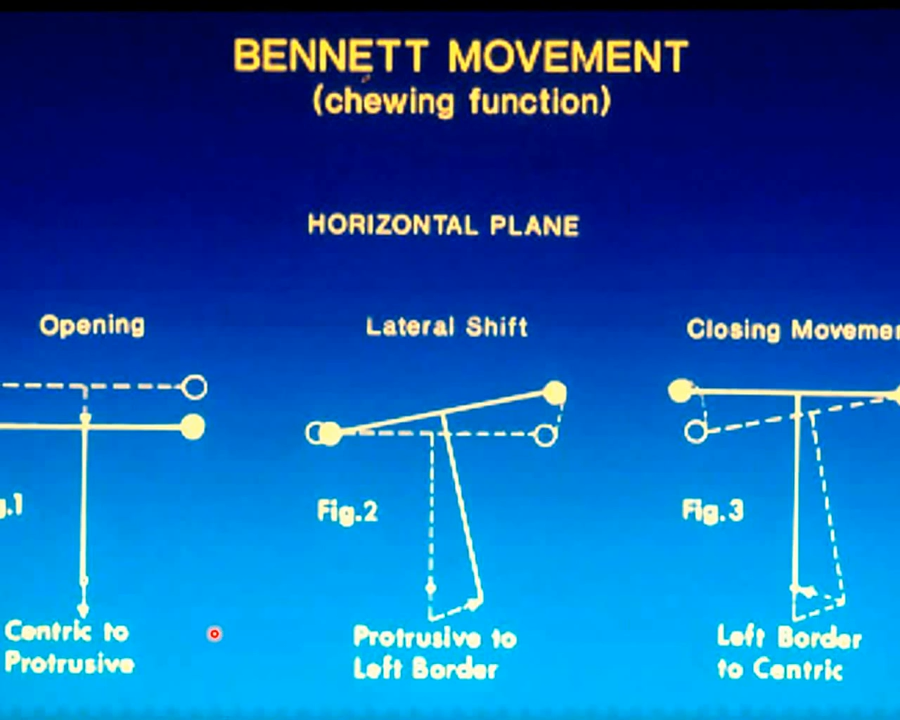 BENNETT MOVEMENT
(chewing function)
HORIZONTAL PLANE
Opening
Lateral Shift
Closing
Fig.2
Fig.3
Centric to
Protrusive
Protrusive to
Left Border
Left Border
to Centric